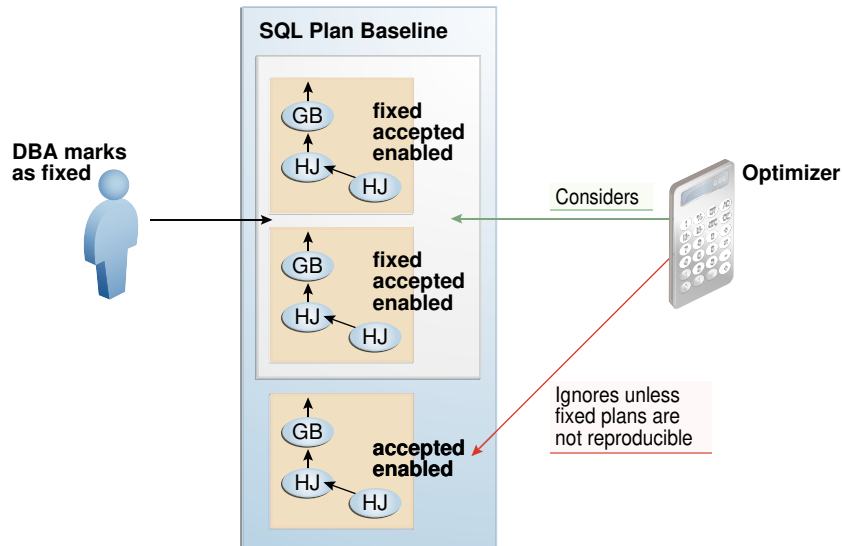 SQL Plan Baseline
GB
HJ
HJ
fixed
accepted
enabled
DBA marks
as fixed
Considers
Optimizer
GB
HJ
HJ
fixed
accepted
enabled
Ignores unless
fixed plans are
not reproducible
GB
HJ
HJ
accepted
enabled